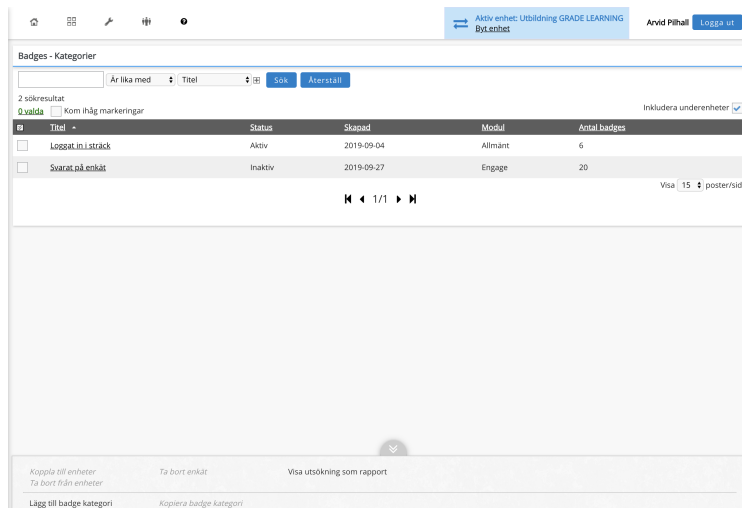 Aktiv enhet: Utbildning GRADE LEARNING
Byt enhet
Arvid Pilhall
Logga ut
Badges - Kategorier
Är lika med
Titel
Sök
Återställ
2 sökresultat
0 valda
Kom ihåg markeringar
Inkludera underenheter
Titel Status Skapad Modul Antal badges
Loggat in i sträck Aktiv 2019-09-04 Allmänt 6
Svarat på enkät Inaktiv 2019-09-27 Engage 20
Visa 15 poster/sid
1/1
Koppla till enheter Ta bort enkät Visa utsökning som rapport
Ta bort från enheter
Lägg till badge kategori Kopiera badge kategori